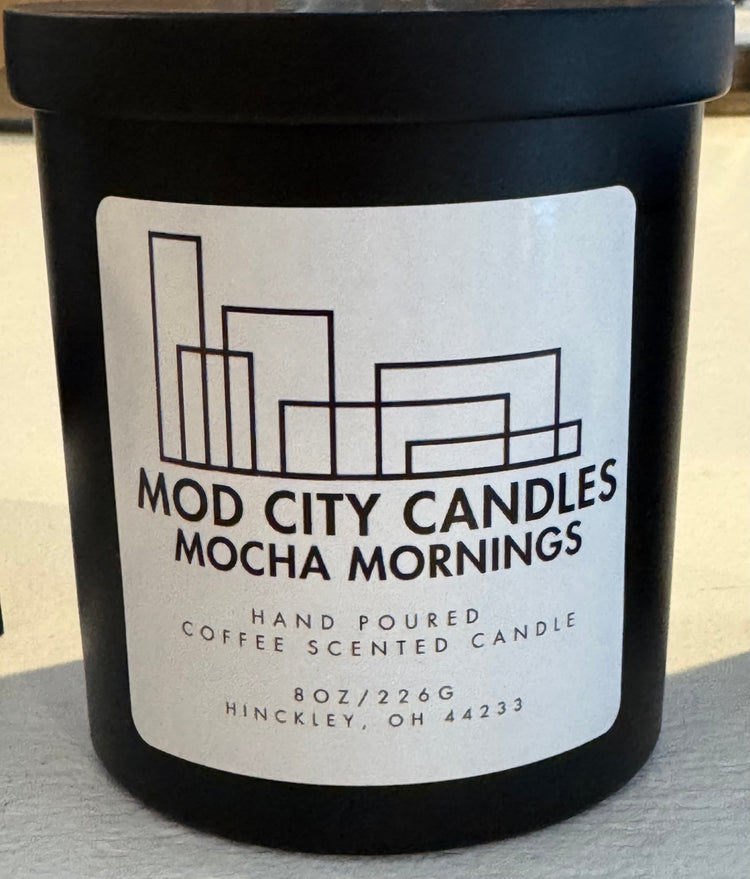 MOD CITY CANDLES
MOCHA MORNINGS
HAND POURED
COFFEE SCENTED CANDLE
8OZ/226G
HINCKLEY, OH 44233